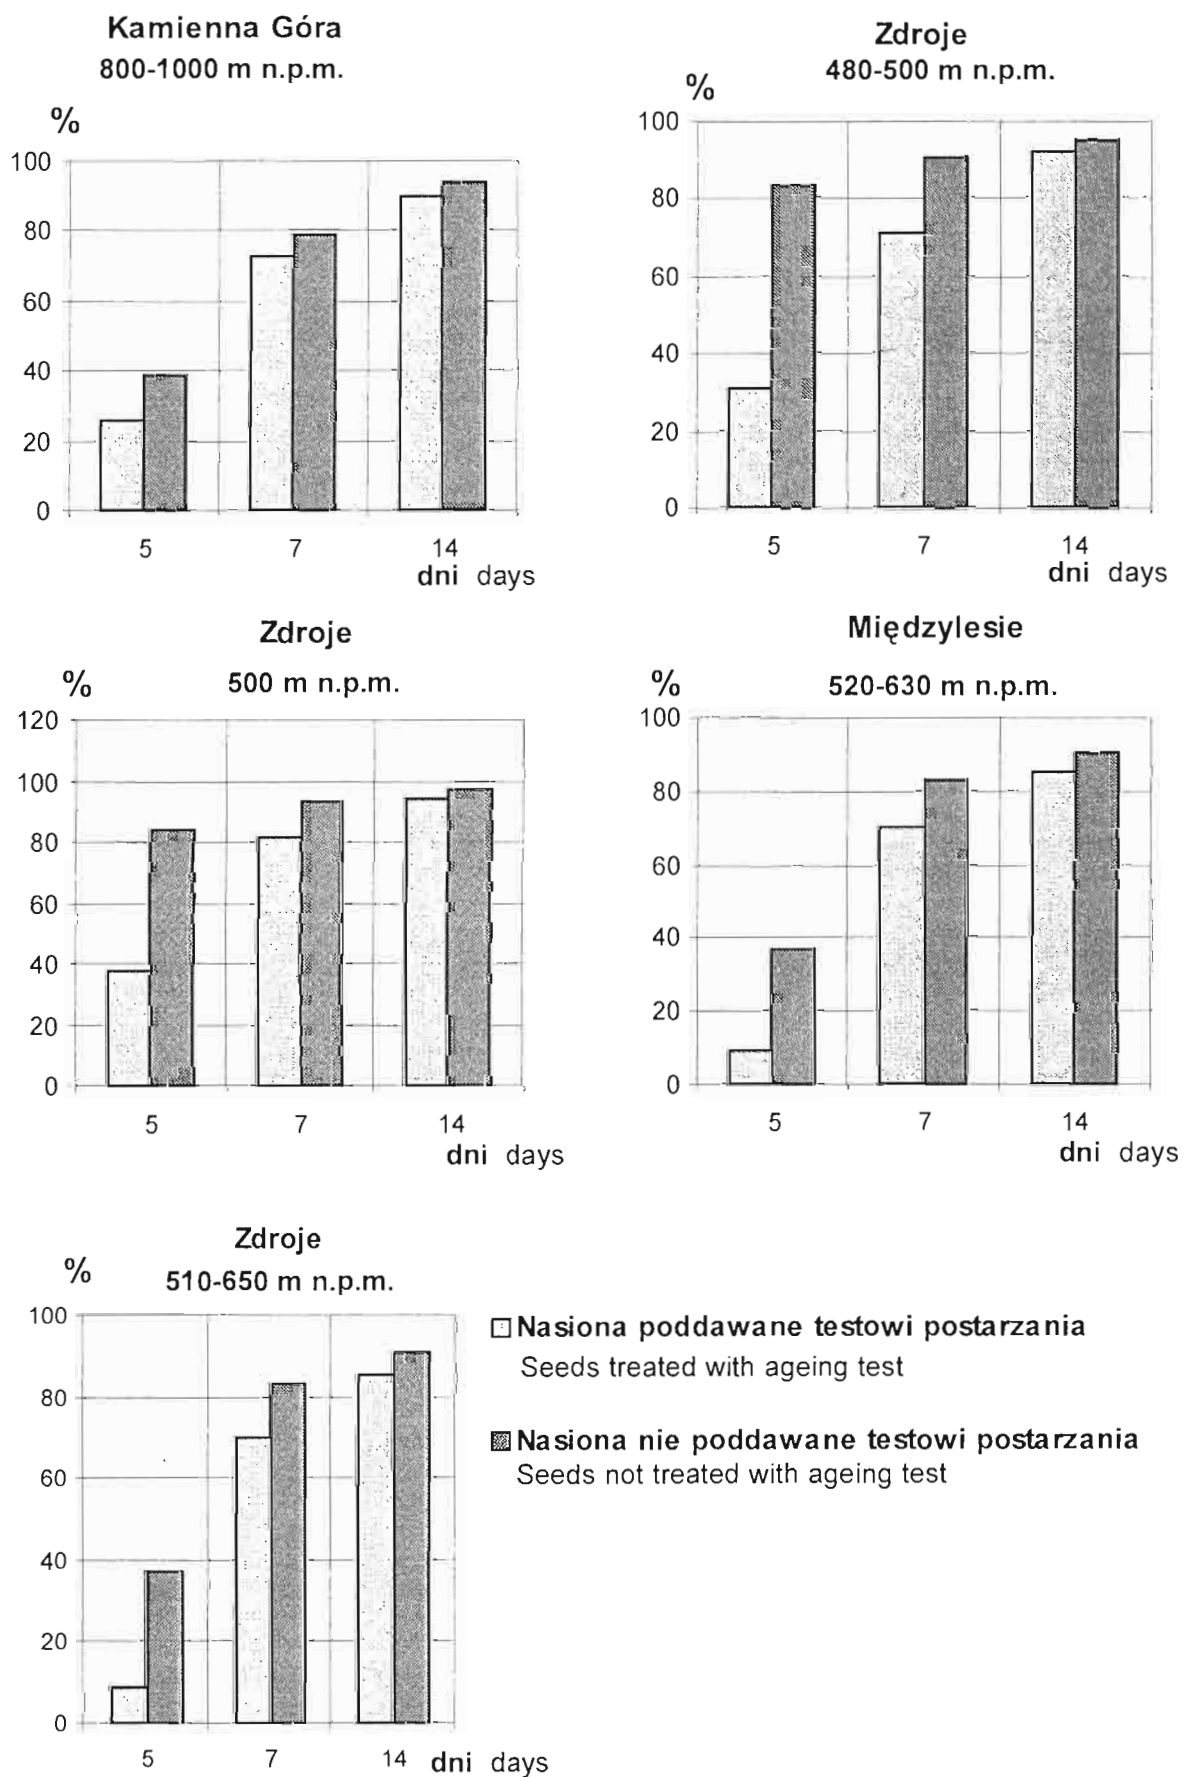 Kamienna Góra
800-1000 m n.p.m.
%
100
80
60
40
20
0
5 7 14
dni days
Zdroje
480-500 m n.p.m.
%
100
80
60
40
20
0
5 7 14
dni days
Zdroje
500 m n.p.m.
%
120
100
80
60
40
20
0
5 7 14
dni days
Międzylesie
520-630 m n.p.m.
%
100
80
60
40
20
0
5 7 14
dni days
Zdroje
510-650 m n.p.m.
%
100
80
60
40
20
0
5 7 14 dni days
Nasiona poddawane testowi postarzania
Seeds treated with ageing test
Nasiona nie poddawane testowi postarzania
Seeds not treated with ageing test